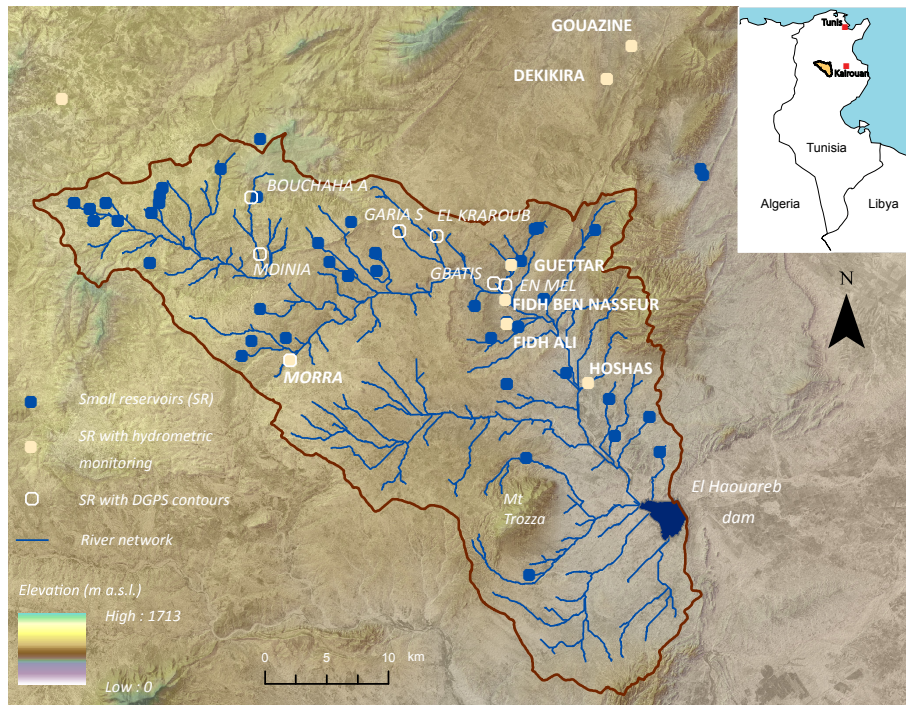 GOUAZINE
DEKIKIRA
Tunis
Kairouan
Tunisia
Algeria
Libya
BOUCHAHA A
GARIA S
EL KRAROUB
MDINIA
GBATIS
GUETTAR
EN MEL
FIDH BEN NASSEUR
FIDH ALI
HOSHAS
MORRA
N
Small reservoirs (SR)
SR with hydrometric
monitoring
SR with DGPS contours
River network
Mt
Trozza
El Haouareb
dam
Elevation (m a.s.l.)
High : 1713
Low : 0
0 5 10 km